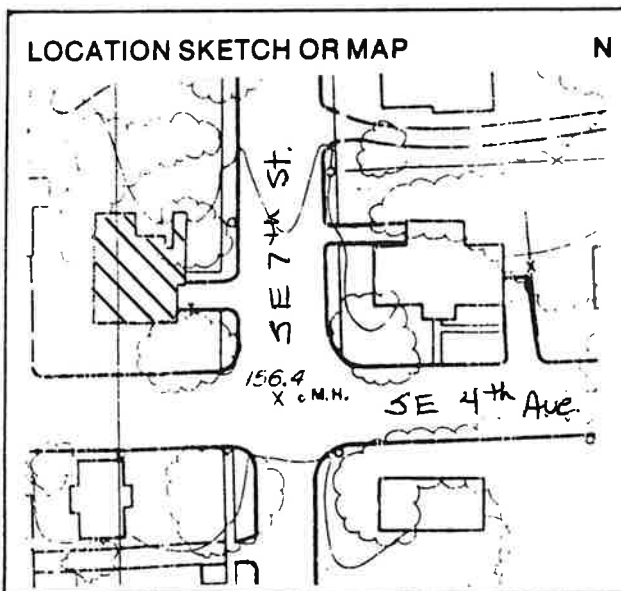 LOCATION SKETCH OR MAP N
SE 7th St.
156.4
X c M.H.
SE 4th Ave.